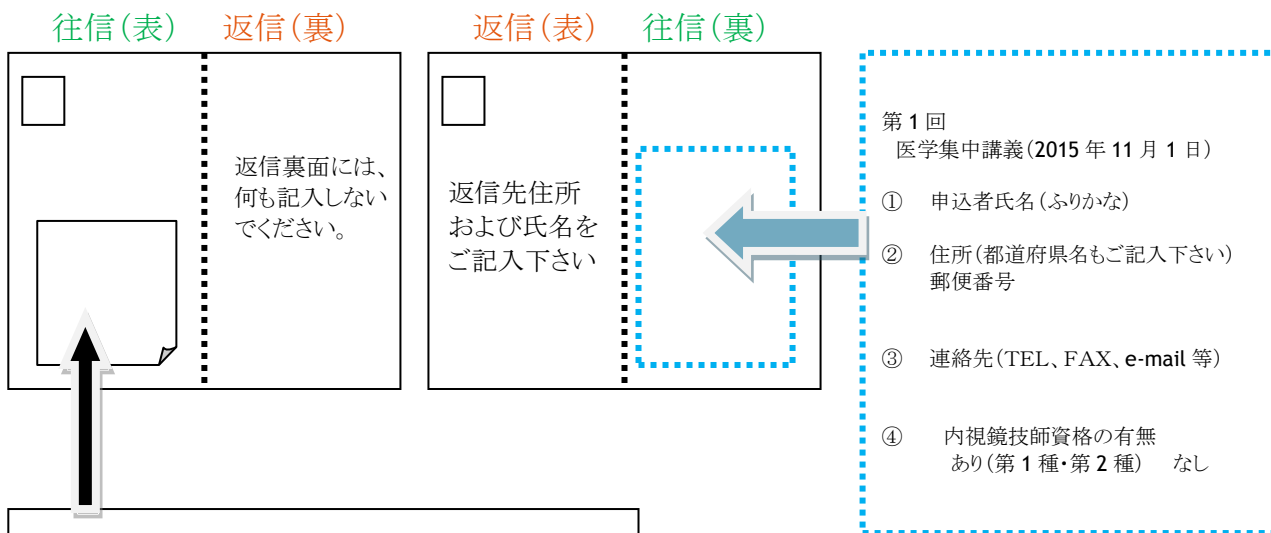 往信(表) 返信(裏)
返信裏面には、
何も記入しない
でください。
返信(表) 往信(裏)
返信先住所
および氏名を
ご記入下さい
第1回
医学集中講義(2015年11月1日)
① 申込者氏名(ふりかな)
② 住所(都道府県名もご記入下さい)
郵便番号
③ 連絡先(TEL、FAX、e-mail 等)
④ 内視鏡技師資格の有無
あり(第1種・第2種) なし